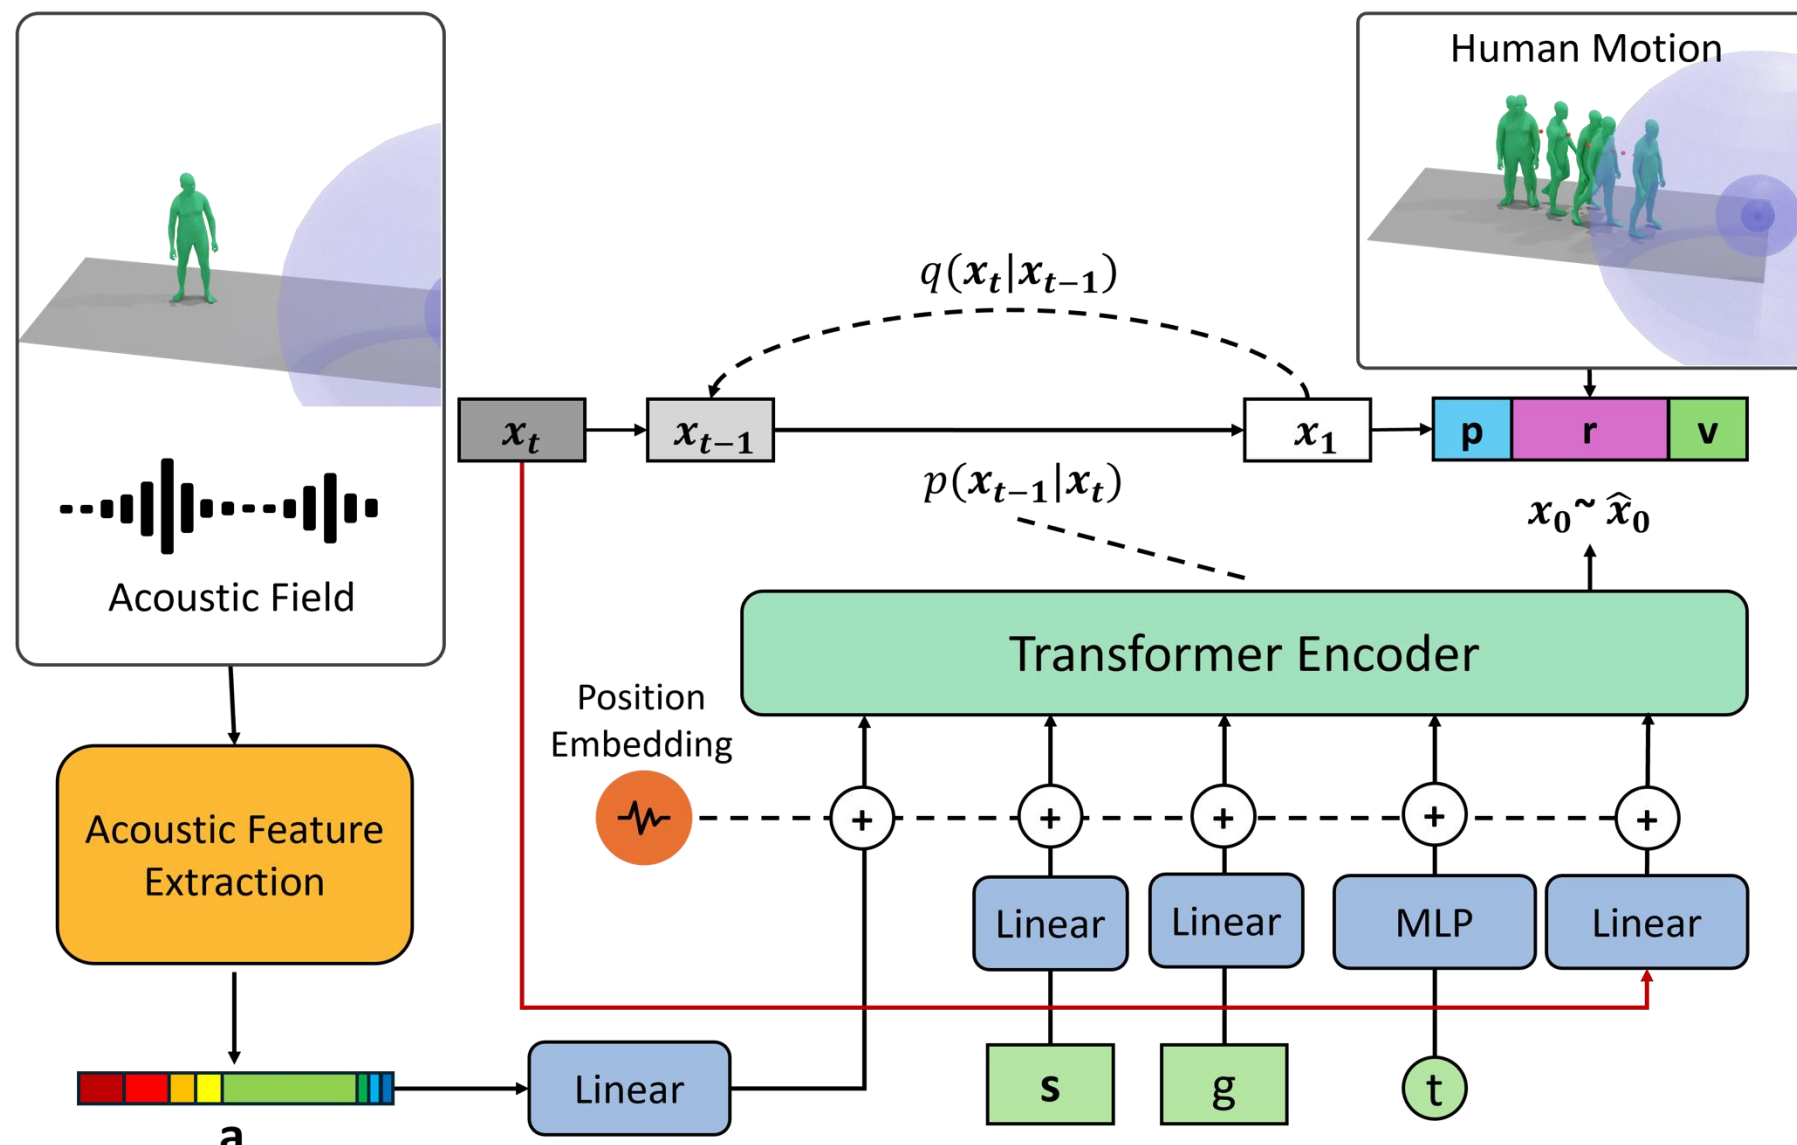 Human Motion
q(x_t|x_{t−1})
x_t
x_{t−1}
x_1
p
r
v
p(x_{t−1}|x_t)
x_0 ~ x̂_0
Acoustic Field
Transformer Encoder
Position
Embedding
+
+
+
+
+
Acoustic Feature
Extraction
Linear
Linear
MLP
Linear
Linear
s
g
t
a